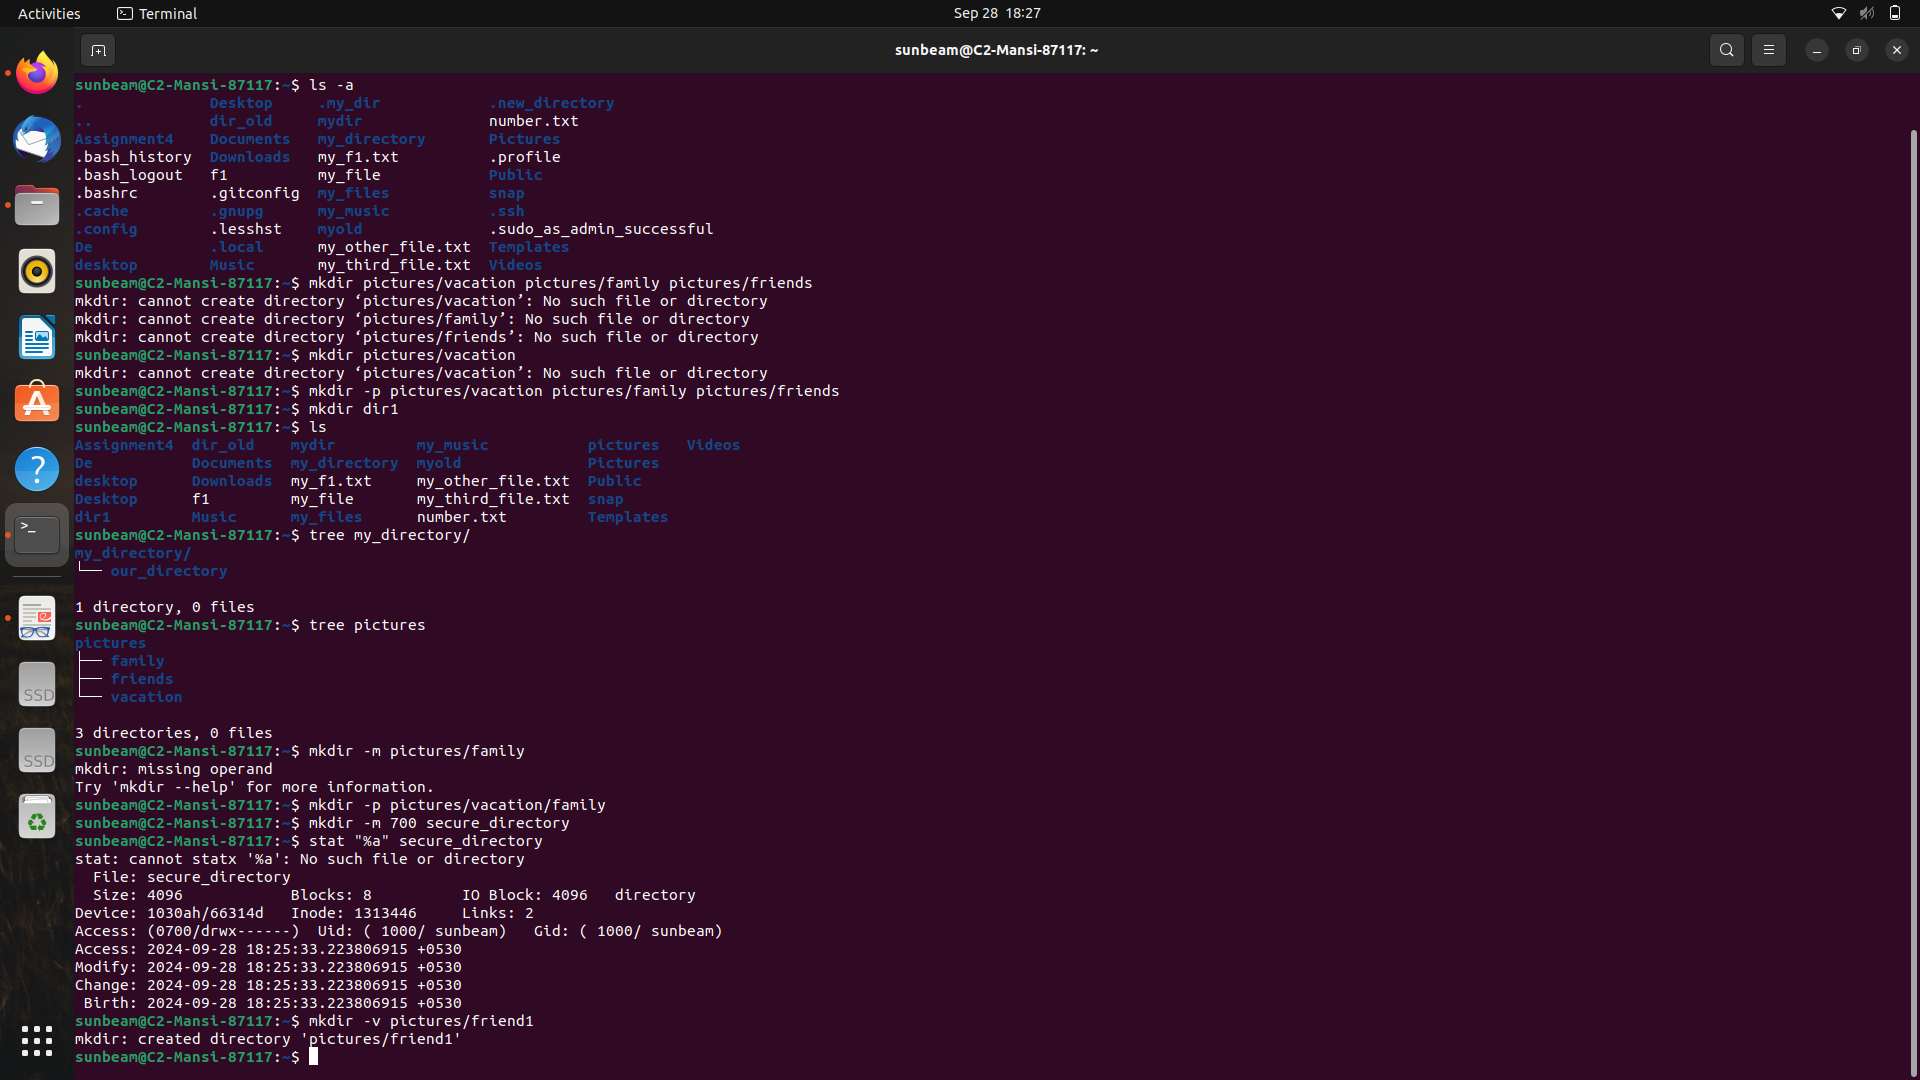 Activities
Terminal
Sep 28 18:27
sunbeam@C2-Mansi-87117: ~
sunbeam@C2-Mansi-87117:~$ ls -a
.              Desktop     .my_dir            .new_directory
..             dir_old     mydir              number.txt
Assignment4    Documents   my_directory       Pictures
.bash_history  Downloads   my_f1.txt          .profile
.bash_logout   f1          my_file            Public
.bashrc        .gitconfig  my_files           snap
.cache         .gnupg      my_music           .ssh
.config        .lesshst    myold              .sudo_as_admin_successful
De             .local      my_other_file.txt  Templates
desktop        Music       my_third_file.txt  Videos
sunbeam@C2-Mansi-87117:~$ mkdir pictures/vacation pictures/family pictures/friends
mkdir: cannot create directory ‘pictures/vacation’: No such file or directory
mkdir: cannot create directory ‘pictures/family’: No such file or directory
mkdir: cannot create directory ‘pictures/friends’: No such file or directory
sunbeam@C2-Mansi-87117:~$ mkdir pictures/vacation
mkdir: cannot create directory ‘pictures/vacation’: No such file or directory
sunbeam@C2-Mansi-87117:~$ mkdir -p pictures/vacation pictures/family pictures/friends
sunbeam@C2-Mansi-87117:~$ mkdir dir1
sunbeam@C2-Mansi-87117:~$ ls
Assignment4  dir_old    mydir         my_music           pictures   Videos
De           Documents  my_directory  myold              Pictures
desktop      Downloads  my_f1.txt     my_other_file.txt  Public
Desktop      f1         my_file       my_third_file.txt  snap
dir1         Music      my_files      number.txt         Templates
sunbeam@C2-Mansi-87117:~$ tree my_directory/
my_directory/
└── our_directory
1 directory, 0 files
sunbeam@C2-Mansi-87117:~$ tree pictures
pictures
├── family
├── friends
└── vacation
3 directories, 0 files
sunbeam@C2-Mansi-87117:~$ mkdir -m pictures/family
mkdir: missing operand
Try 'mkdir --help' for more information.
sunbeam@C2-Mansi-87117:~$ mkdir -p pictures/vacation/family
sunbeam@C2-Mansi-87117:~$ mkdir -m 700 secure_directory
sunbeam@C2-Mansi-87117:~$ stat "%a" secure_directory
stat: cannot statx '%a': No such file or directory
  File: secure_directory
  Size: 4096            Blocks: 8          IO Block: 4096   directory
Device: 1030ah/66314d   Inode: 1313446     Links: 2
Access: (0700/drwx------)  Uid: ( 1000/ sunbeam)   Gid: ( 1000/ sunbeam)
Access: 2024-09-28 18:25:33.223806915 +0530
Modify: 2024-09-28 18:25:33.223806915 +0530
Change: 2024-09-28 18:25:33.223806915 +0530
 Birth: 2024-09-28 18:25:33.223806915 +0530
sunbeam@C2-Mansi-87117:~$ mkdir -v pictures/friend1
mkdir: created directory 'pictures/friend1'
sunbeam@C2-Mansi-87117:~$
SSD
SSD